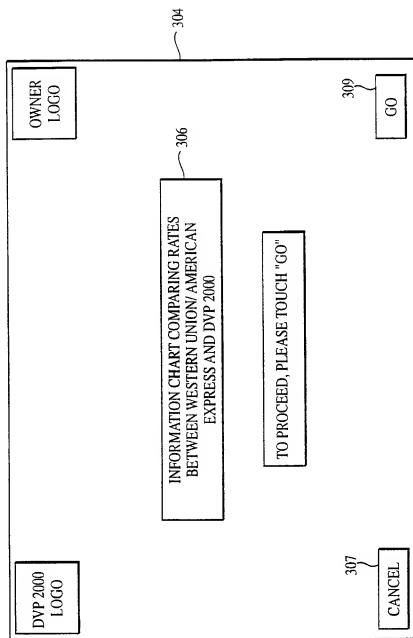 DVP 2000
LOGO
OWNER
LOGO
304
306
INFORMATION CHART COMPARING RATES
BETWEEN WESTERN UNION/ AMERICAN
EXPRESS AND DVP 2000
TO PROCEED, PLEASE TOUCH "GO"
307
CANCEL
309
GO